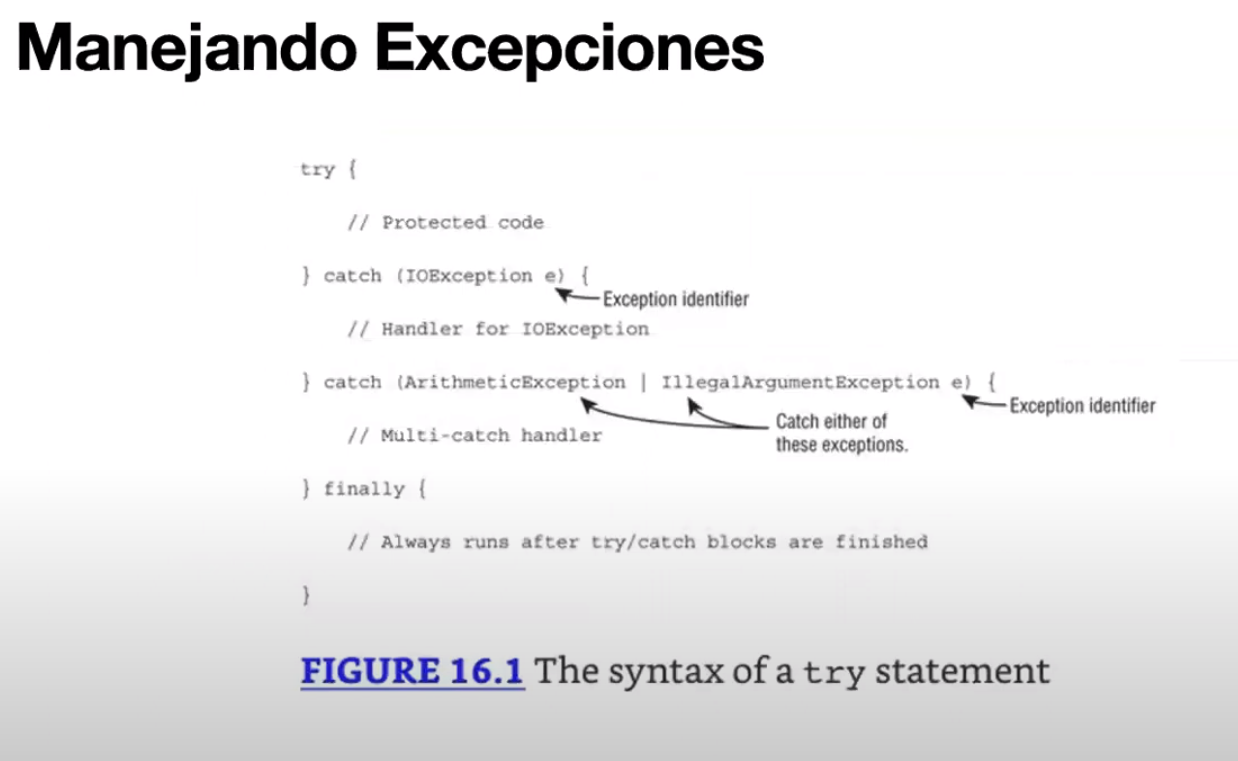 Manejando Excepciones
try {
// Protected code
} catch (IOException e) {
Exception identifier
// Handler for IOException
} catch (ArithmeticException | IllegalArgumentException e) {
Exception identifier
Catch either of
these exceptions.
// Multi-catch handler
} finally {
// Always runs after try/catch blocks are finished
}
FIGURE 16.1 The syntax of a try statement